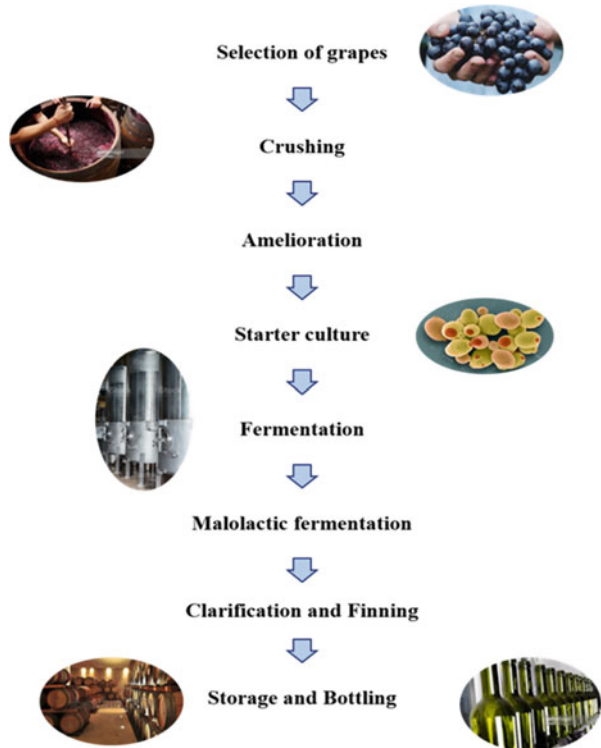 Selection of grapes
Crushing
Amelioration
Starter culture
Fermentation
Malolactic fermentation
Clarification and Finning
Storage and Bottling